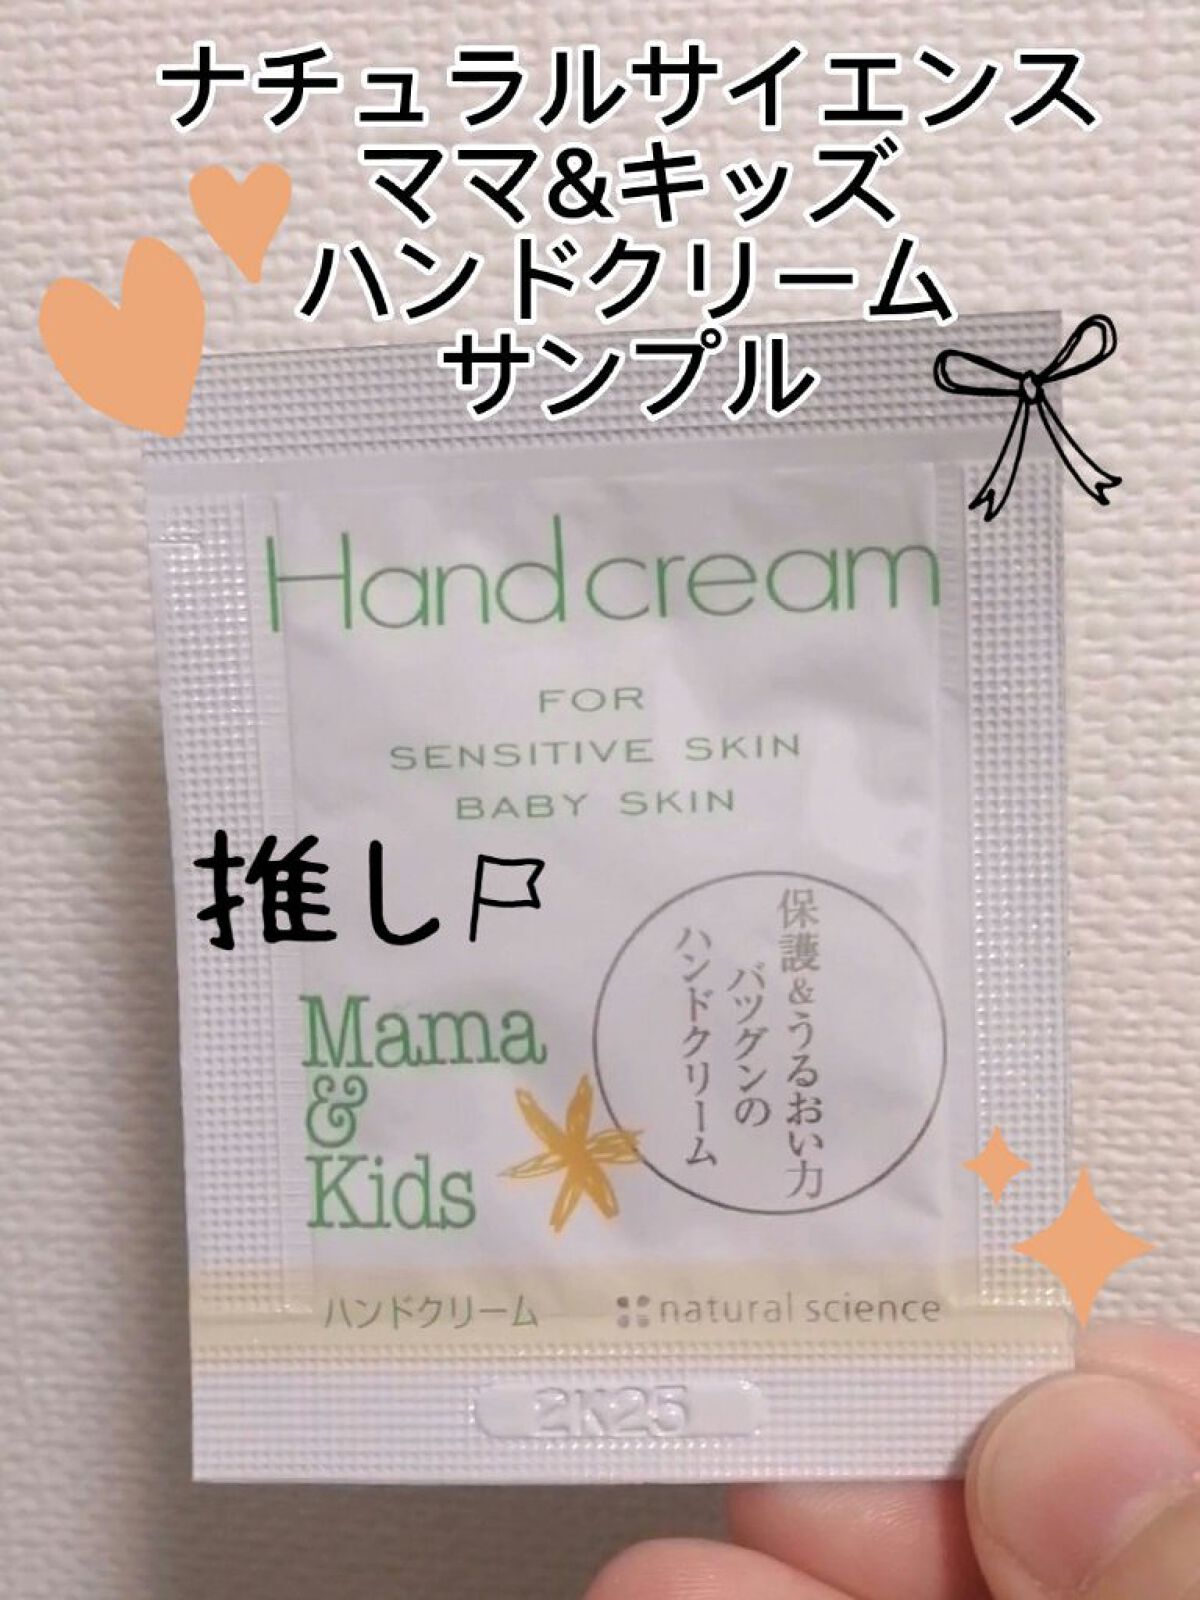 ナチュラルサイエンス
ママ&キッズ
ハンドクリーム
サンプル
Hand cream
FOR
SENSITIVE SKIN
BABY SKIN
推し
保護&うるおい力
バツグンの
ハンドクリーム
Mama
&
Kids
ハンドクリーム
natural science
2K25